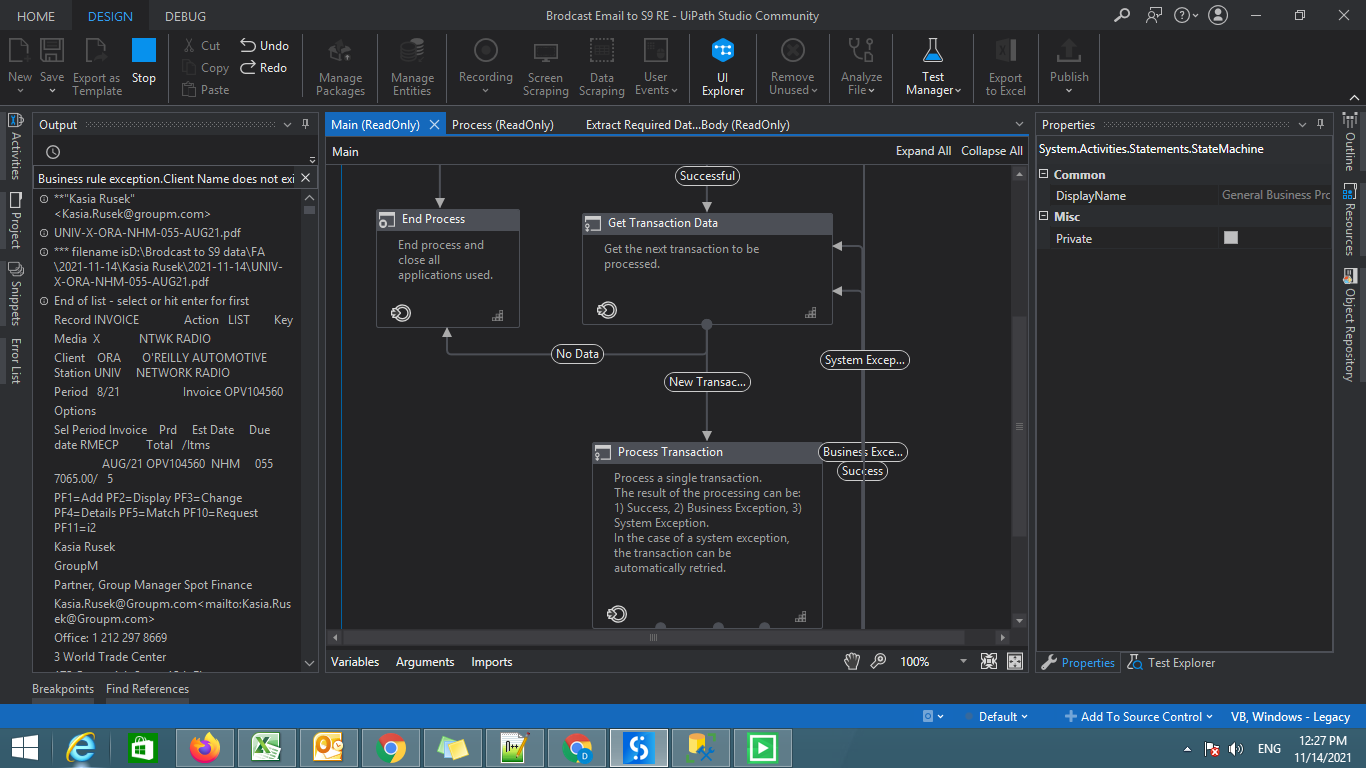 HOME DESIGN DEBUG
Brodcast Email to S9 RE - UiPath Studio Community
New Save Export as Template Stop
Cut Copy Paste
Undo Redo
Manage Packages
Manage Entities
Recording Screen Scraping Data Scraping User Events
UI Explorer
Remove Unused
Analyze File
Test Manager
Export to Excel
Publish
Activities
Project
Snippets
Error List
Output
Business rule exception.Client Name does not exi
**"Kasia Rusek"
<Kasia.Rusek@groupm.com>
UNIV-X-ORA-NHM-055-AUG21.pdf
*** filename isD:\Brodcast to S9 data\FA
\2021-11-14\Kasia Rusek\2021-11-14\UNIV-
X-ORA-NHM-055-AUG21.pdf
End of list - select or hit enter for first
Record INVOICE Action LIST Key
Media X NTWK RADIO
Client ORA O'REILLY AUTOMOTIVE
Station UNIV NETWORK RADIO
Period 8/21 Invoice OPV104560
Options
Sel Period Invoice Prd Est Date Due
date RMECP Total /Itms
AUG/21 OPV104560 NHM 055
7065.00/ 5
PF1=Add PF2=Display PF3=Change
PF4=Details PF5=Match PF10=Request
PF11=i2
Kasia Rusek
GroupM
Partner, Group Manager Spot Finance
Kasia.Rusek@Groupm.com<mailto:Kasia.Rus
ek@Groupm.com>
Office: 1 212 297 8669
3 World Trade Center
Breakpoints Find References
Main (ReadOnly) Process (ReadOnly) Extract Required Dat...Body (ReadOnly)
Main
Expand All Collapse All
Successful
End Process
End process and
close all
applications used.
Get Transaction Data
Get the next transaction to be
processed.
No Data
System Excep...
New Transac...
Process Transaction
Business Exce...
Success
Process a single transaction.
The result of the processing can be:
1) Success, 2) Business Exception, 3)
System Exception.
In the case of a system exception,
the transaction can be
automatically retried.
Variables Arguments Imports
100%
Properties
System.Activities.Statements.StateMachine
Common
DisplayName General Business Pro
Misc
Private
Properties Test Explorer
Outline
Resources
Object Repository
Default Add To Source Control VB, Windows - Legacy
ENG
12:27 PM
11/14/2021